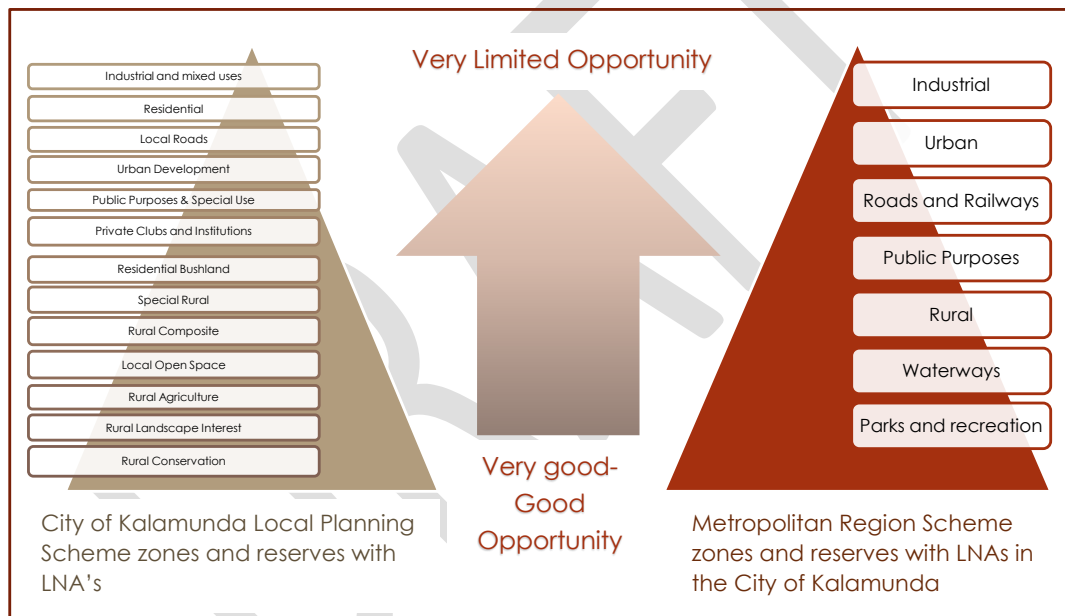 Industrial and mixed uses
Residential
Local Roads
Urban Development
Public Purposes & Special Use
Private Clubs and Institutions
Residential Bushland
Special Rural
Rural Composite
Local Open Space
Rural Agriculture
Rural Landscape Interest
Rural Conservation
City of Kalamunda Local Planning
Scheme zones and reserves with
LNA’s
Very Limited Opportunity
Very good-
Good
Opportunity
Industrial
Urban
Roads and Railways
Public Purposes
Rural
Waterways
Parks and recreation
Metropolitan Region Scheme
zones and reserves with LNAs in
the City of Kalamunda